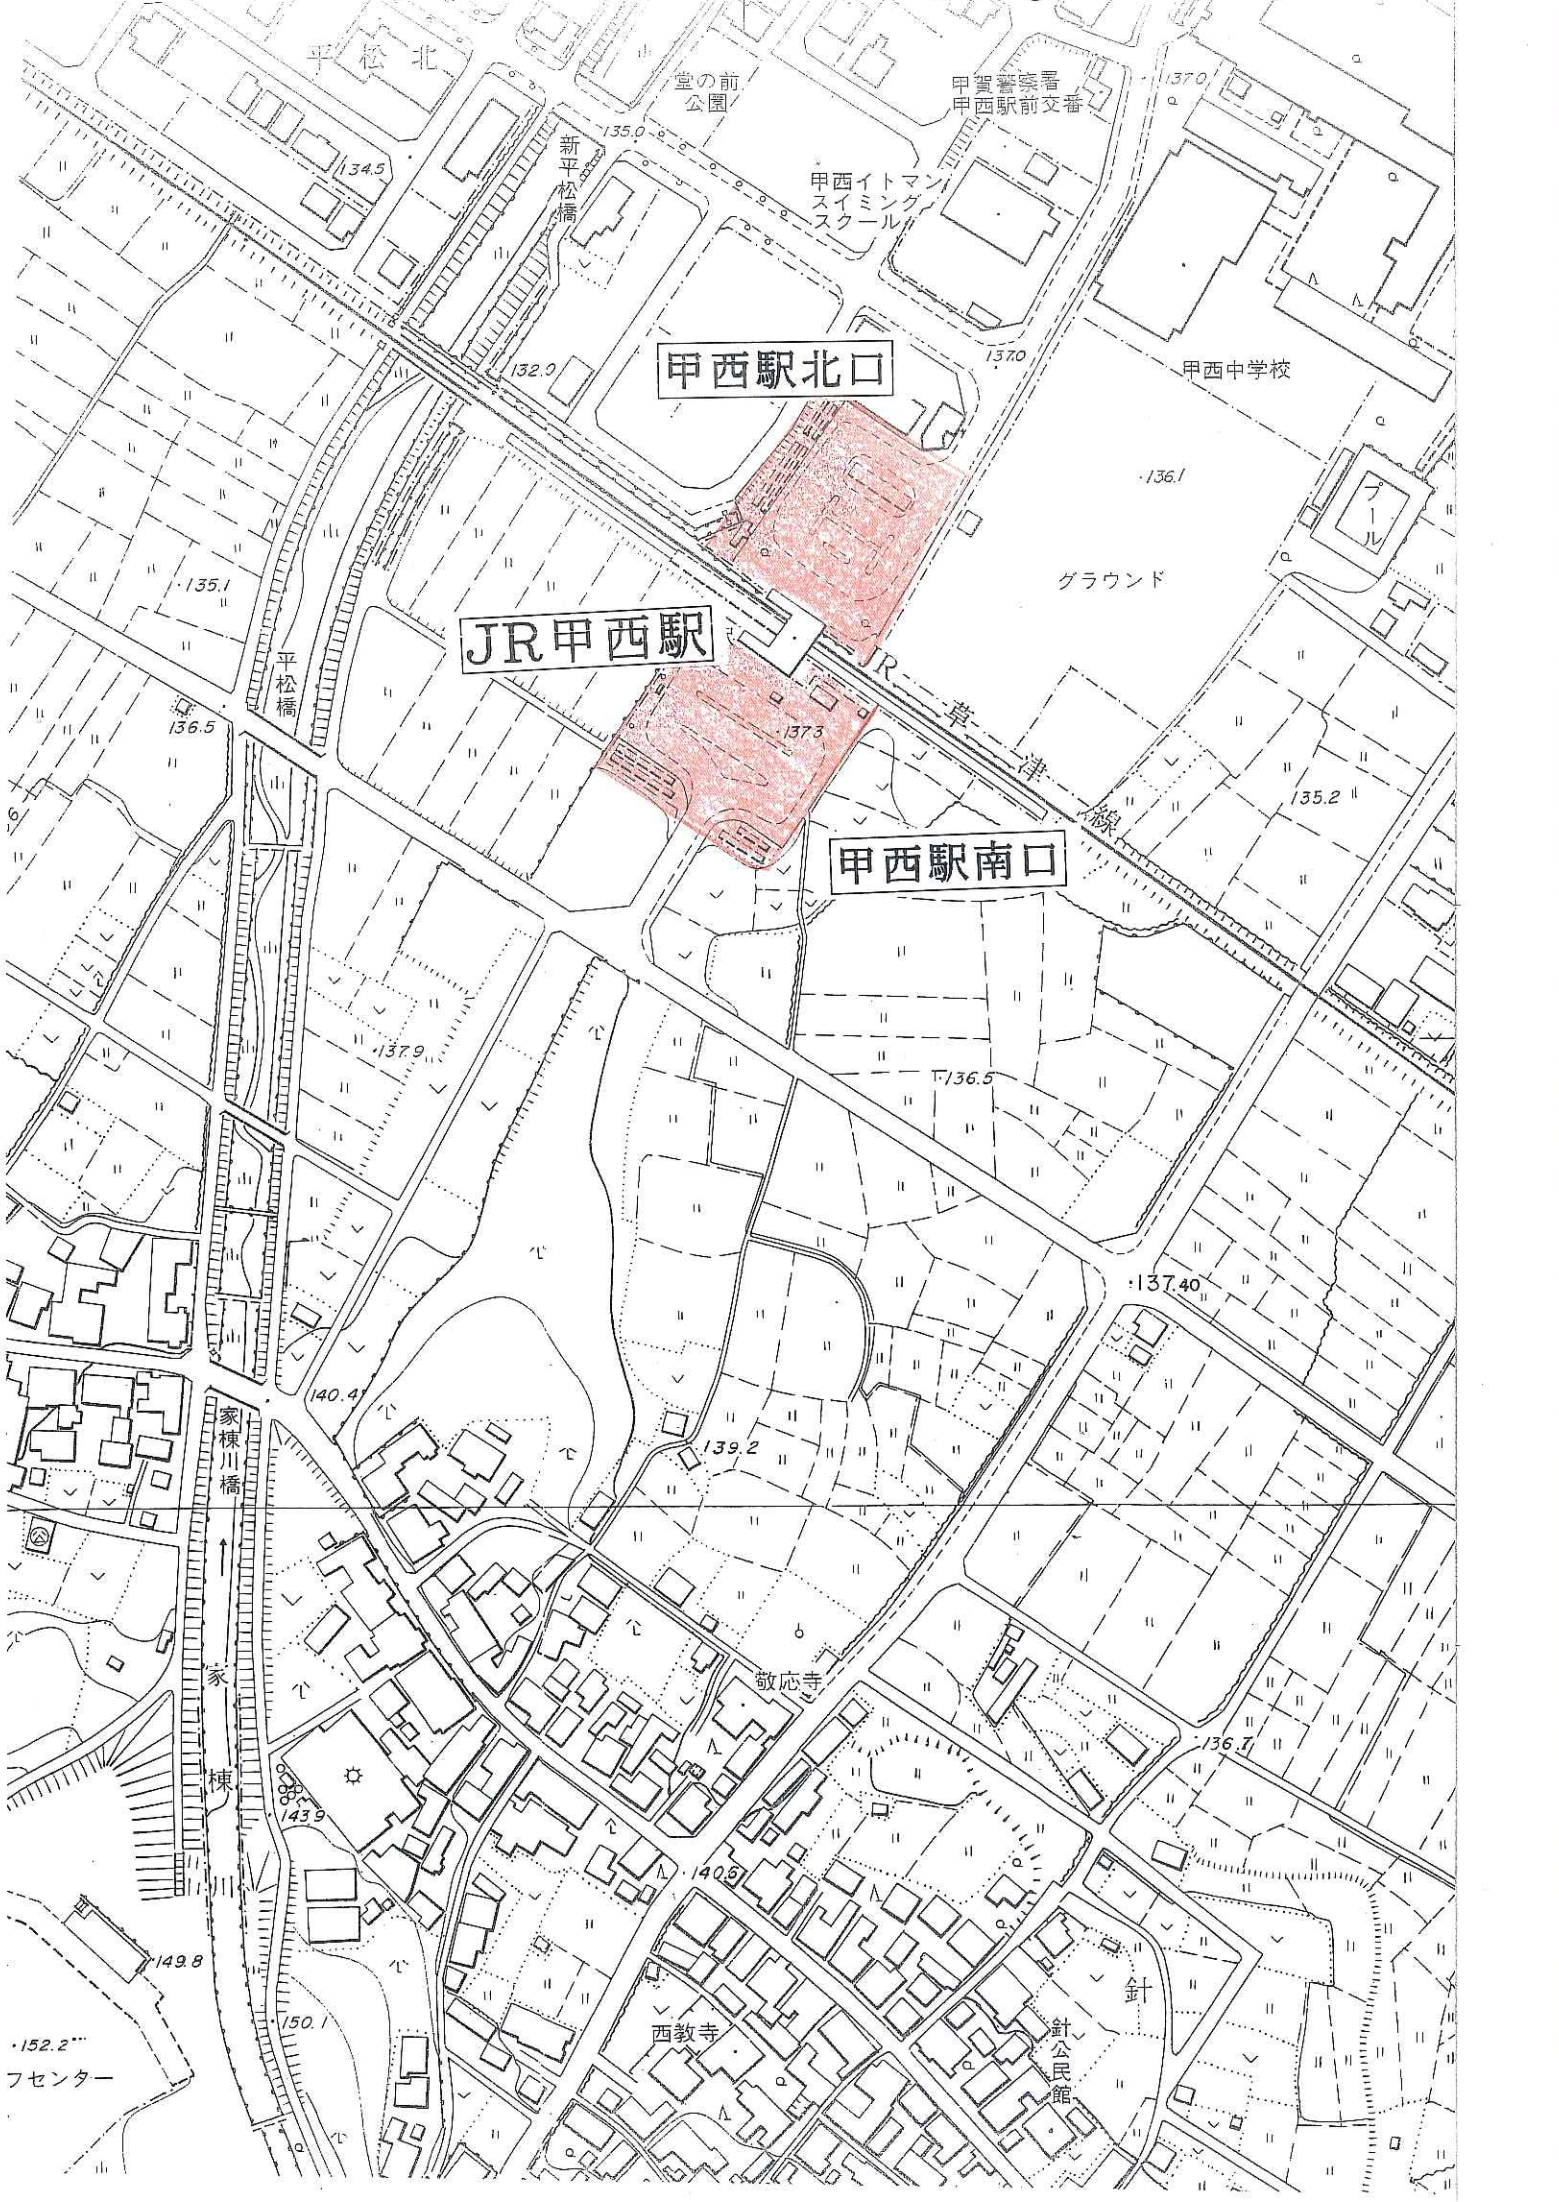 平松北
堂の前
公園
甲賀警察署
甲西駅前交番
137.0
135.0
新平松橋
134.5
甲西イトマン
スイミング
スクール
132.0
甲西駅北口
137.0
甲西中学校
136.1
プール
135.1
グラウンド
JR甲西駅
平松橋
136.5
JR草津線
137.3
135.2
甲西駅南口
137.9
136.5
137.40
140.4
家棟川橋
139.2
家棟
敬応寺
136.7
143.9
140.6
149.8
針
150.1
西教寺
針公民館
152.2
フセンター